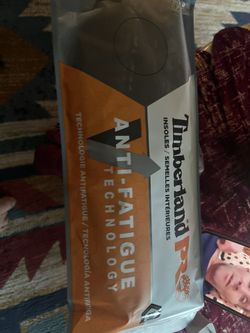 Timberland PRO
INSOLES / SEMELLES INTÉRIEURES
ANTI-FATIGUE
TECHNOLOGY
TECHNOLOGIE ANTIFATIGUE / TECNOLOGÍA ANTIFATIGA